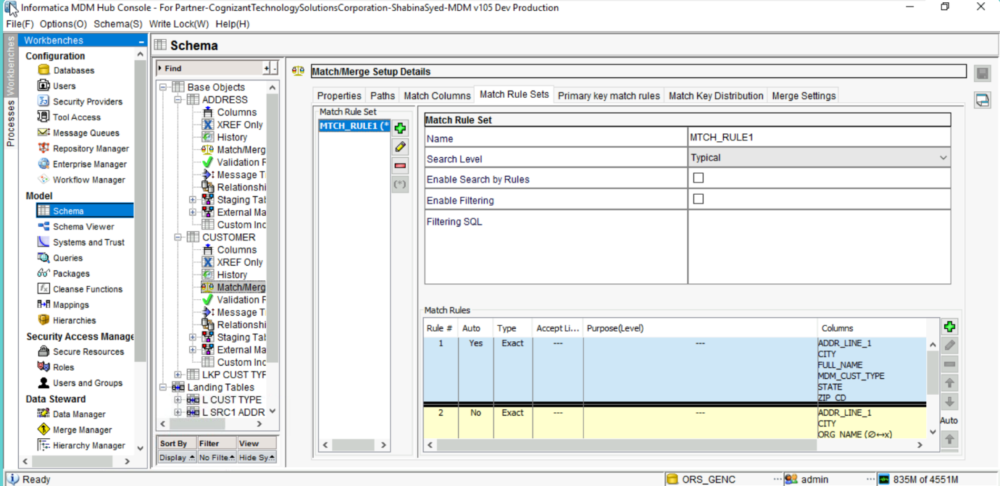 Informatica MDM Hub Console - For Partner-CognizantTechnologySolutionsCorporation-ShabinaSyed-MDM v105 Dev Production
File(F) Options(O) Schema(S) Write Lock(W) Help(H)
Processes Workbenches
Workbenches
Configuration
Databases
Users
Security Providers
Tool Access
Message Queues
Repository Manager
Enterprise Manager
Workflow Manager
Model
Schema
Schema Viewer
Systems and Trust
Queries
Packages
Cleanse Functions
Mappings
Hierarchies
Security Access Manage
Secure Resources
Roles
Users and Groups
Data Steward
Data Manager
Merge Manager
Hierarchy Manager
Schema
Find
+ -
Base Objects
ADDRESS
Columns
XREF Only
History
Match/Merg
Validation F
Message T
Relationshi
Staging Tab
External Ma
Custom Ind
CUSTOMER
Columns
XREF Only
History
Match/Merg
Validation F
Message T
Relationshi
Staging Tab
External Ma
Custom Ind
LKP CUST TYP
Landing Tables
L CUST TYPE
L SRC1 ADDR
Sort By Filter View
Display No Filte.. Hide Sy..
Match/Merge Setup Details
Properties Paths Match Columns Match Rule Sets Primary key match rules Match Key Distribution Merge Settings
Match Rule Set
MTCH_RULE1 (*
(*)
Match Rule Set
Name MTCH_RULE1
Search Level Typical
Enable Search by Rules
Enable Filtering
Filtering SQL
Match Rules
Rule # Auto Type Accept Li... Purpose(Level) Columns
1 Yes Exact --- --- ADDR_LINE_1
CITY
FULL_NAME
MDM_CUST_TYPE
STATE
ZIP_CD
2 No Exact --- --- ADDR_LINE_1
CITY
ORG_NAME (∅↔x)
Auto
Ready ORS_GENC admin 835M of 4551M